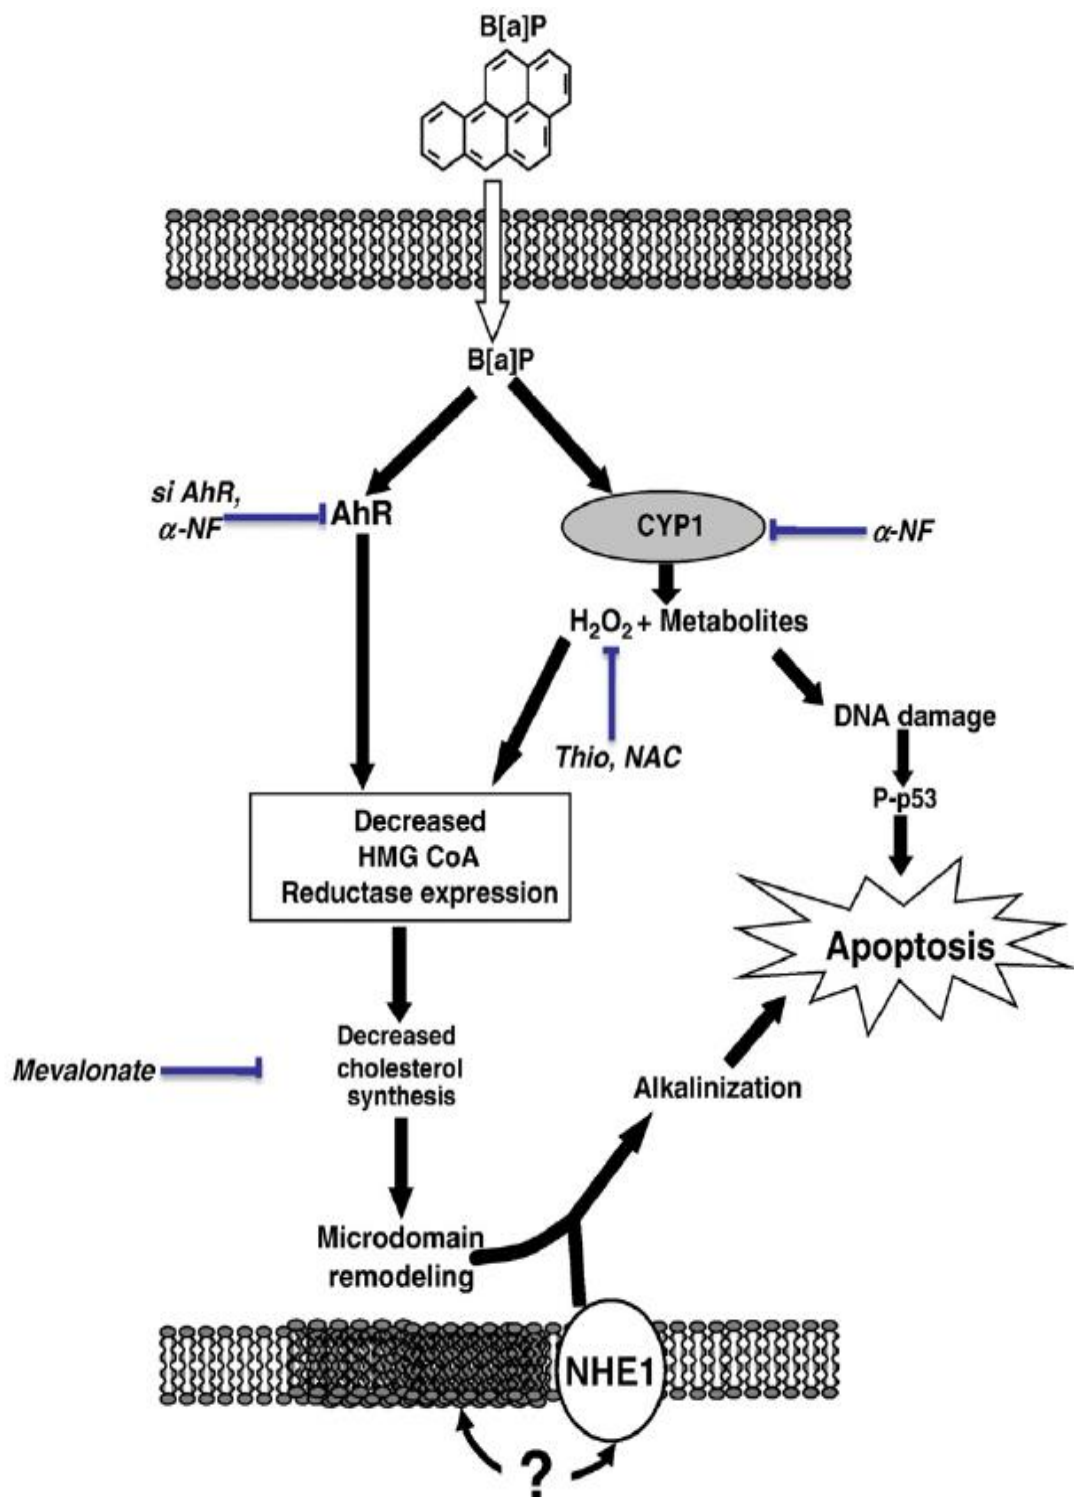 B[a]P
B[a]P
si AhR,
α-NF
AhR
CYP1
α-NF
H₂O₂ + Metabolites
DNA damage
Thio, NAC
P-p53
Decreased
HMG CoA
Reductase expression
Apoptosis
Decreased
cholesterol
synthesis
Mevalonate
Alkalinization
Microdomain
remodeling
NHE1
?